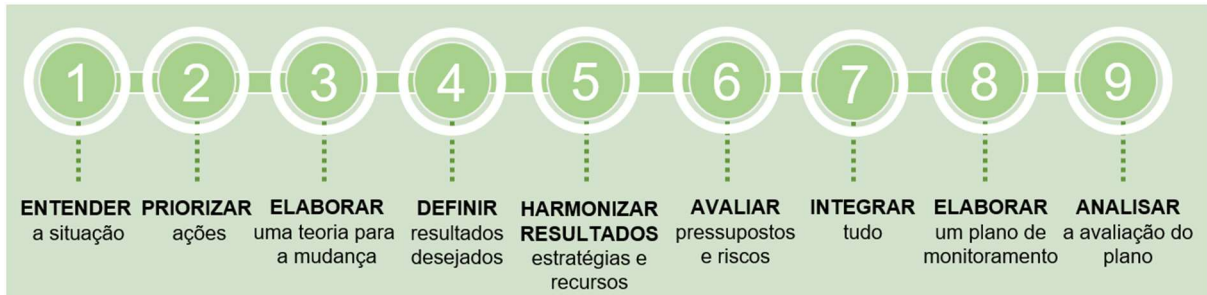 1
ENTENDER
a situação
2
PRIORIZAR
ações
3
ELABORAR
uma teoria para
a mudança
4
DEFINIR
resultados
desejados
5
HARMONIZAR
RESULTADOS
estratégias e
recursos
6
AVALIAR
pressupostos
e riscos
7
INTEGRAR
tudo
8
ELABORAR
um plano de
monitoramento
9
ANALISAR
a avaliação do
plano